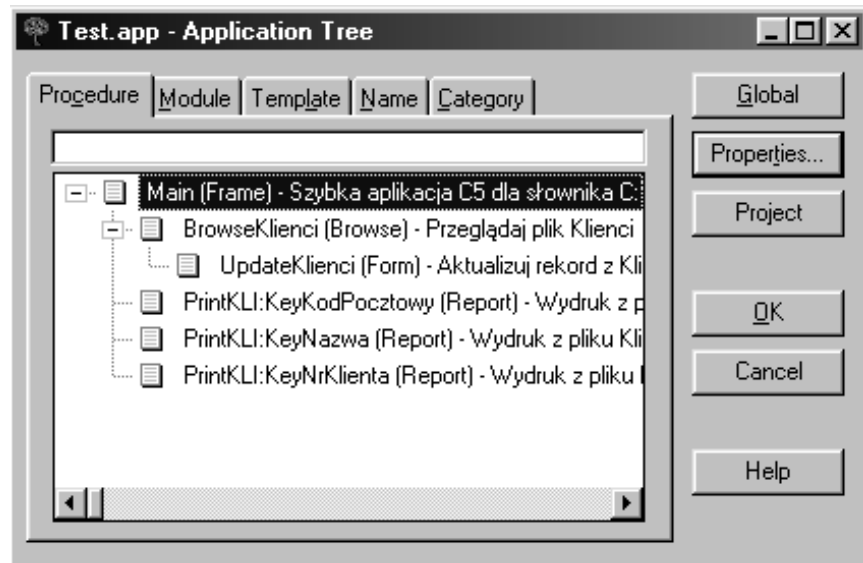 Test.app - Application Tree
Procedure Module Template Name Category
Global
Properties...
Project
Main (Frame) - Szybka aplikacja C5 dla słownika C:
BrowseKlienci (Browse) - Przeglądaj plik Klienci
UpdateKlienci (Form) - Aktualizuj rekord z Kli
PrintKLI:KeyKodPocztowy (Report) - Wydruk z p
PrintKLI:KeyNazwa (Report) - Wydruk z pliku Kli
PrintKLI:KeyNrKlienta (Report) - Wydruk z pliku
OK
Cancel
Help